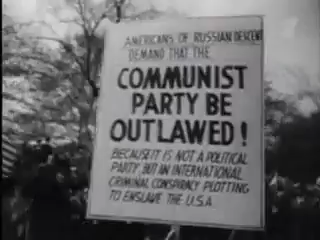 AMERICANS OF RUSSIAN DESCENT
DEMAND THAT THE
COMMUNIST
PARTY BE
OUTLAWED!
BECAUSE IT IS NOT A POLITICAL
PARTY BUT AN INTERNATIONAL
CRIMINAL CONSPIRACY PLOTTING
TO ENSLAVE THE U.S.A